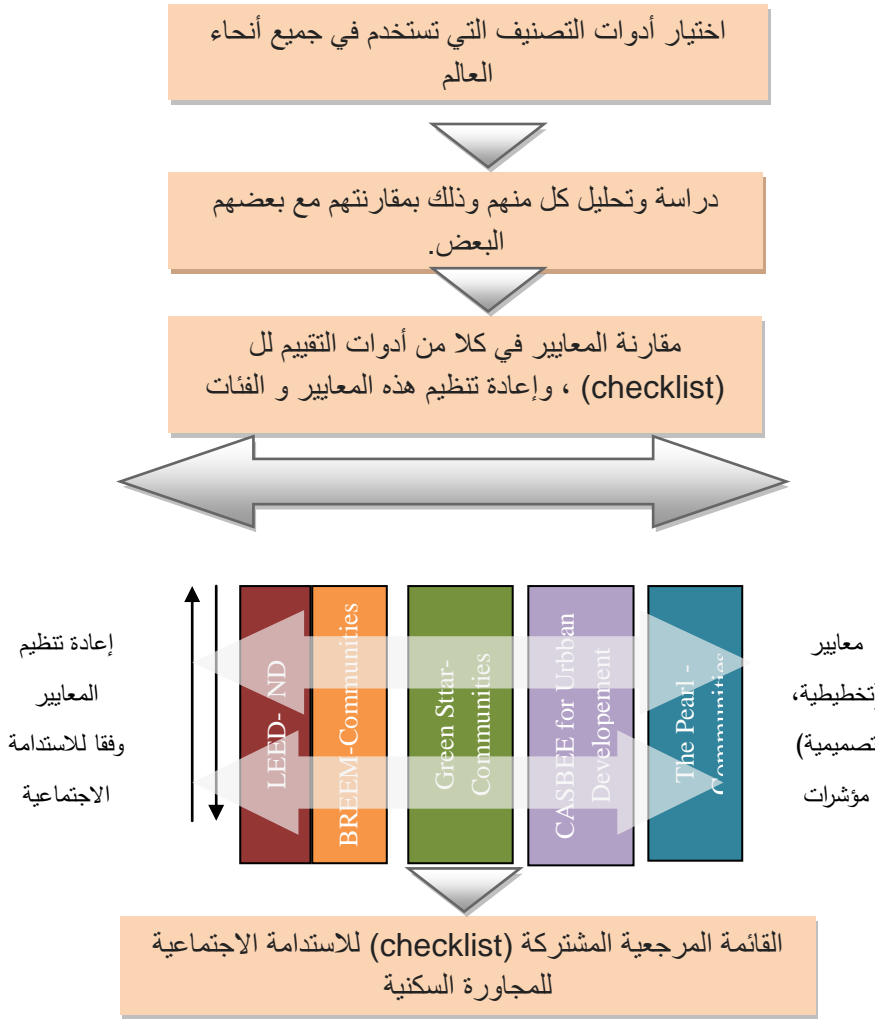 اختيار أدوات التصنيف التي تستخدم في جميع أنحاء
العالم
دراسة وتحليل كل منهم وذلك بمقارنتهم مع بعضهم
البعض.
مقارنة المعايير في كلا من أدوات التقييم لل
(checklist) ، وإعادة تنظيم هذه المعايير و الفئات
معايير
(تخطيطية،
تصميمية)
مؤشرات
The Pearl -
Communities
CASBEE for Urbban
Developement
Green Sttar-
Communities
BREEM-Communities
LEED- ND
إعادة تنظيم
المعايير
وفقا للاستدامة
الاجتماعية
القائمة المرجعية المشتركة (checklist) للاستدامة الاجتماعية
للمجاورة السكنية